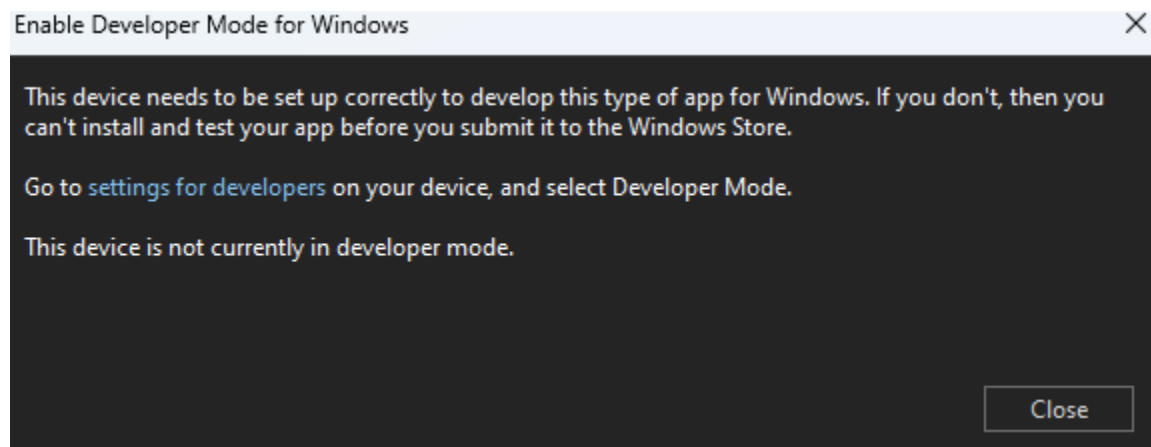 Enable Developer Mode for Windows
This device needs to be set up correctly to develop this type of app for Windows. If you don't, then you
can't install and test your app before you submit it to the Windows Store.
Go to settings for developers on your device, and select Developer Mode.
This device is not currently in developer mode.
Close